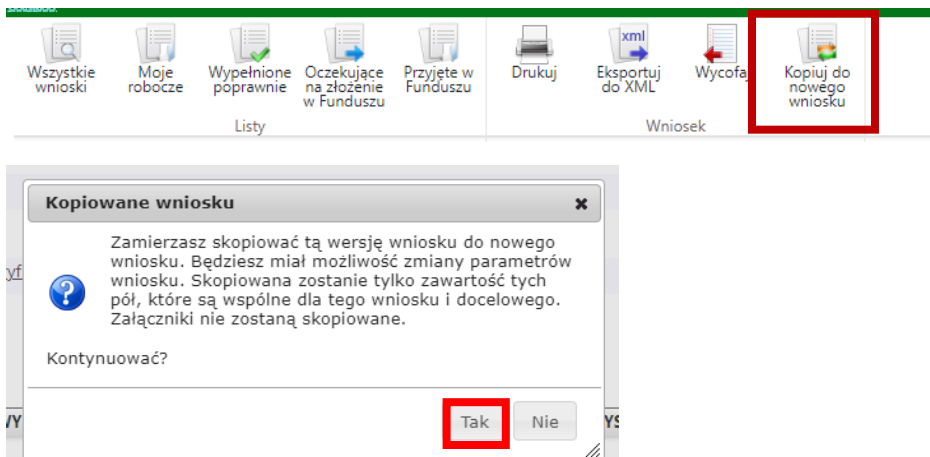 Wszystkie wnioski
Moje robocze
Wypełnione poprawnie
Oczekujące na złożenie w Funduszu
Przyjęte w Funduszu
Drukuj
xml
Eksportuj do XML
Wycofaj
Kopiuj do nowego wniosku
Listy
Wniosek
Kopiowane wniosku
Zamierzasz skopiować tą wersję wniosku do nowego
wniosku. Będziesz miał możliwość zmiany parametrów
wniosku. Skopiowana zostanie tylko zawartość tych
pól, które są wspólne dla tego wniosku i docelowego.
Załączniki nie zostaną skopiowane.
Kontynuować?
Tak
Nie